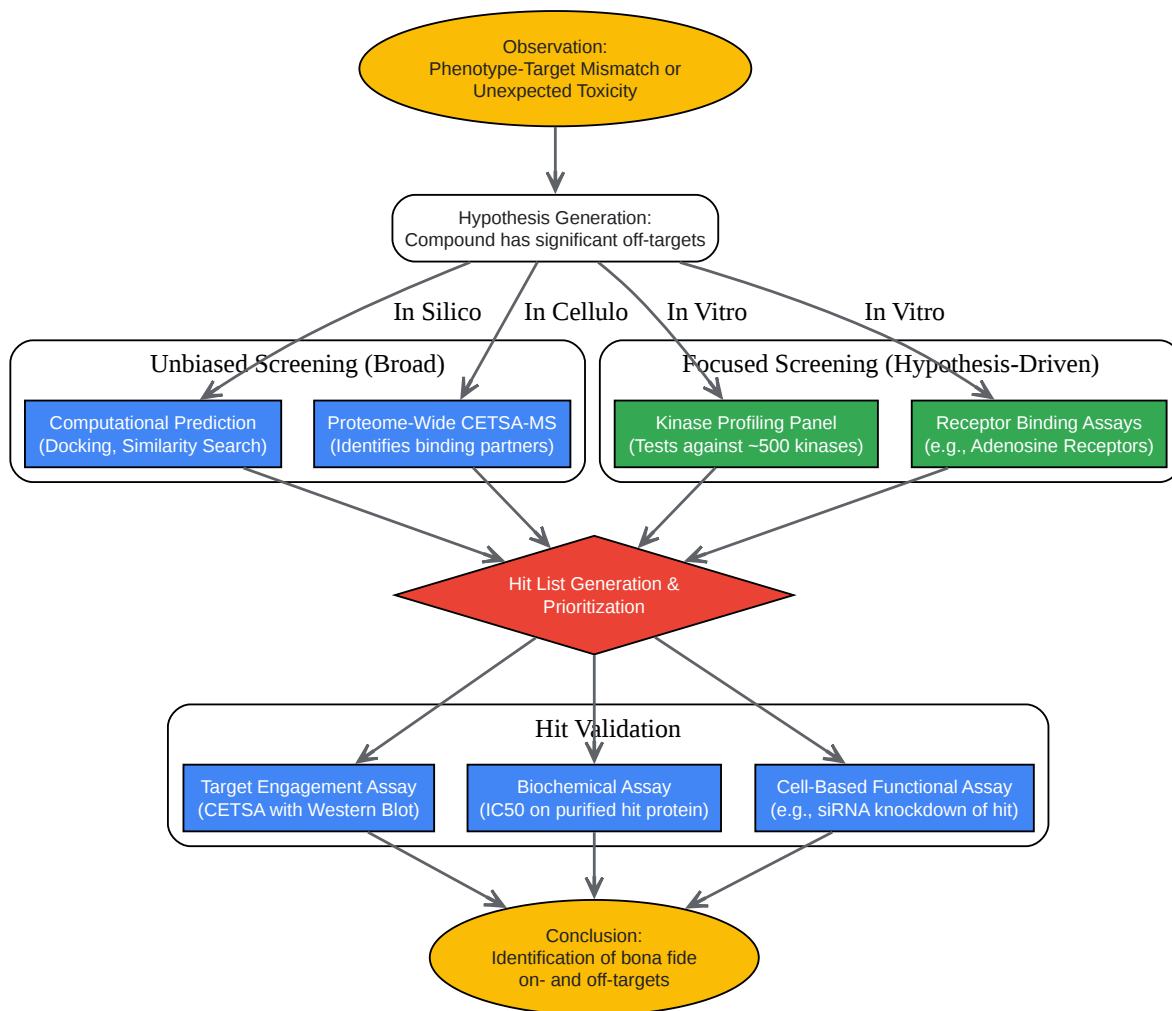 Observation:
Phenotype-Target Mismatch or
Unexpected Toxicity
Hypothesis Generation:
Compound has significant off-targets
In Silico
In Cellulo
In Vitro
In Vitro
Unbiased Screening (Broad)
Focused Screening (Hypothesis-Driven)
Computational Prediction
(Docking, Similarity Search)
Proteome-Wide CETSA-MS
(Identifies binding partners)
Kinase Profiling Panel
(Tests against ~500 kinases)
Receptor Binding Assays
(e.g., Adenosine Receptors)
Hit List Generation &
Prioritization
Hit Validation
Target Engagement Assay
(CETSA with Western Blot)
Biochemical Assay
(IC50 on purified hit protein)
Cell-Based Functional Assay
(e.g., siRNA knockdown of hit)
Conclusion:
Identification of bona fide
on- and off-targets